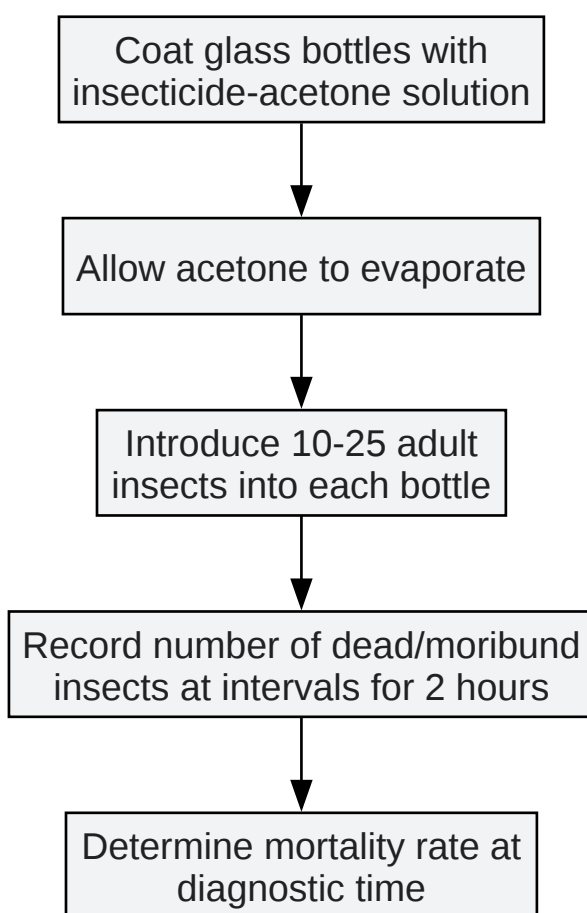 Coat glass bottles with
insecticide-acetone solution
Allow acetone to evaporate
Introduce 10-25 adult
insects into each bottle
Record number of dead/moribund
insects at intervals for 2 hours
Determine mortality rate at
diagnostic time